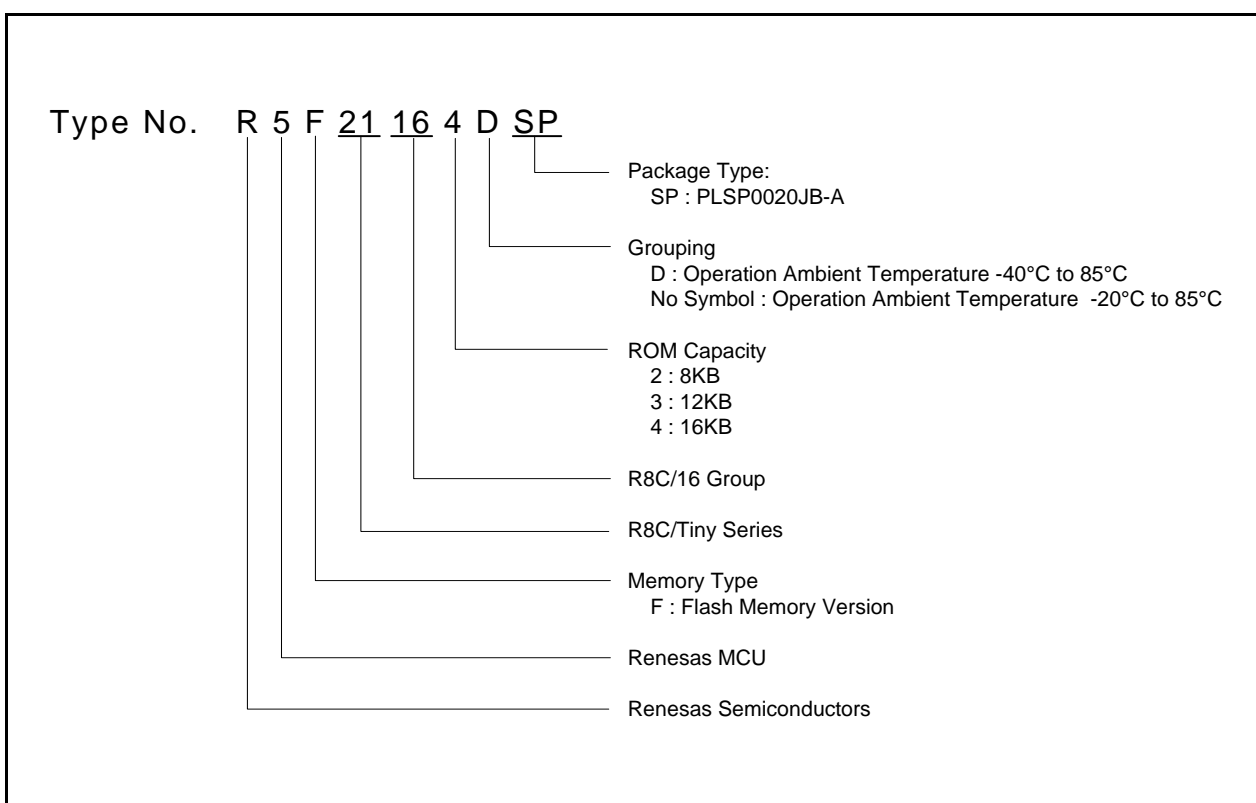 Type No. R 5 F 21 16 4 D SP
Package Type:
SP : PLSP0020JB-A
Grouping
D : Operation Ambient Temperature -40°C to 85°C
No Symbol : Operation Ambient Temperature -20°C to 85°C
ROM Capacity
2 : 8KB
3 : 12KB
4 : 16KB
R8C/16 Group
R8C/Tiny Series
Memory Type
F : Flash Memory Version
Renesas MCU
Renesas Semiconductors